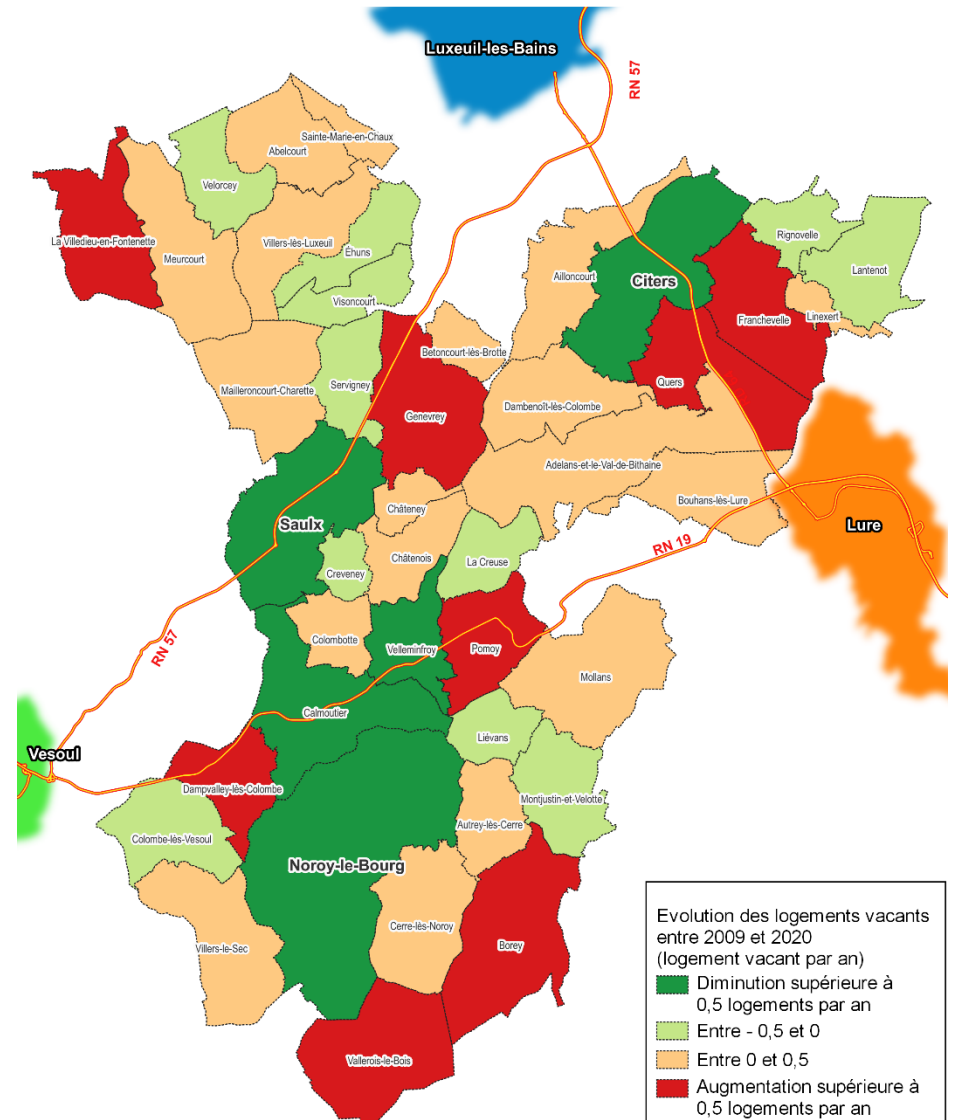 Luxeuil-les-Bains
RN 57
Sainte-Marie-en-Chaux
Abelcourt
Velorcey
La Villedieu-en-Fontenette
Villers-lès-Luxeuil
Éhuns
Meurcourt
Visoncourt
Rignovelle
Lantenot
Ailloncourt
Citers
Linexert
Franchevelle
Betoncourt-lès-Brotte
Servigney
Mailleroncourt-Charette
Quers
Genevrey
Dambenoît-lès-Colombe
Adelans-et-le-Val-de-Bithaine
Bouhans-lès-Lure
Châteney
Saulx
Lure
RN 19
Châtenois
La Creuse
Creveney
Colombotte
Velleminfroy
Pomoy
RN 57
Mollans
Calmoutier
Liévans
Vesoul
Dampvalley-lès-Colombe
Montjustin-et-Velotte
Autrey-lès-Cerre
Colombe-lès-Vesoul
Noroy-le-Bourg
Cerre-lès-Noroy
Villers-le-Sec
Borey
Vallerois-le-Bois
Evolution des logements vacants
entre 2009 et 2020
(logement vacant par an)
Diminution supérieure à
0,5 logements par an
Entre - 0,5 et 0
Entre 0 et 0,5
Augmentation supérieure à
0,5 logements par an